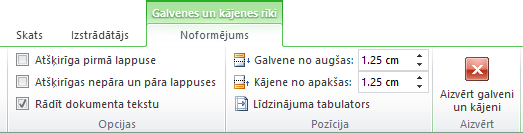 Galvenes un kājenes rīki
Skats Izstrādātājs Noformējums
Atšķirīga pirmā lappuse
Atšķirīgas nepāra un pāra lappuses
Rādīt dokumenta tekstu
Opcijas
Galvene no augšas: 1.25 cm
Kājene no apakšas: 1.25 cm
Līdzinājuma tabulators
Pozīcija
Aizvērt galveni
un kājeni
Aizvērt